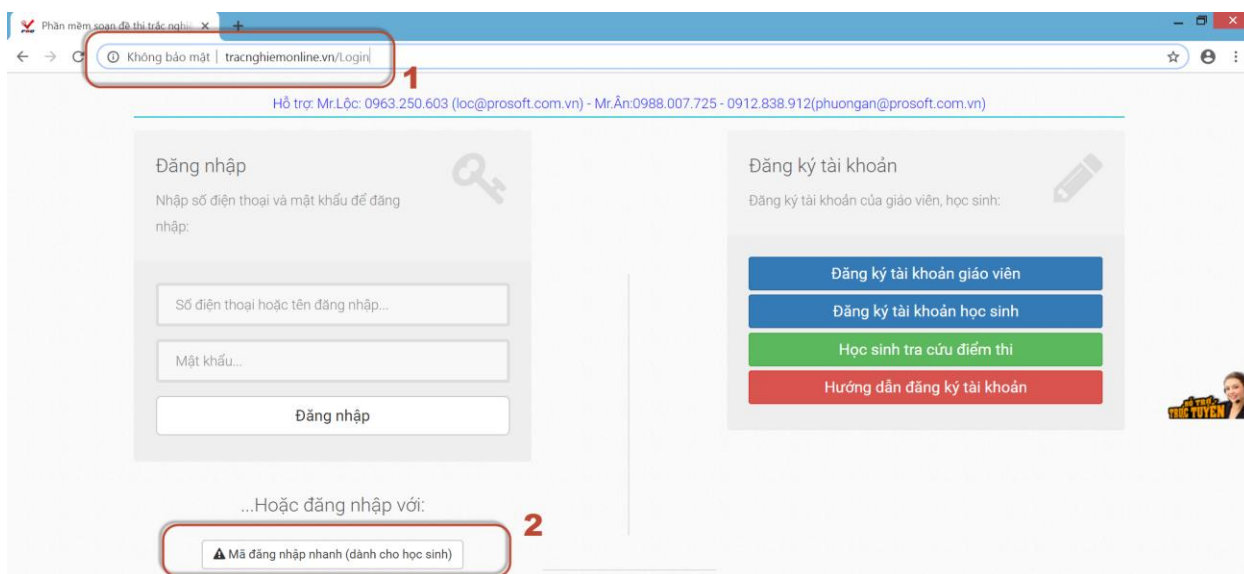 Phần mềm soạn đề thi trắc nghiệ
Không bảo mật | tracnghiemonline.vn/Login
1
Hỗ trợ: Mr.Lộc: 0963.250.603 (loc@prosoft.com.vn) - Mr.Ân:0988.007.725 - 0912.838.912(phuongan@prosoft.com.vn)
Đăng nhập
Nhập số điện thoại và mật khẩu để đăng
nhập:
Số điện thoại hoặc tên đăng nhập...
Mật khẩu...
Đăng nhập
...Hoặc đăng nhập với:
2
Mã đăng nhập nhanh (dành cho học sinh)
Đăng ký tài khoản
Đăng ký tài khoản của giáo viên, học sinh:
Đăng ký tài khoản giáo viên
Đăng ký tài khoản học sinh
Học sinh tra cứu điểm thi
Hướng dẫn đăng ký tài khoản
HỖ TRỢ
TRỰC TUYẾN